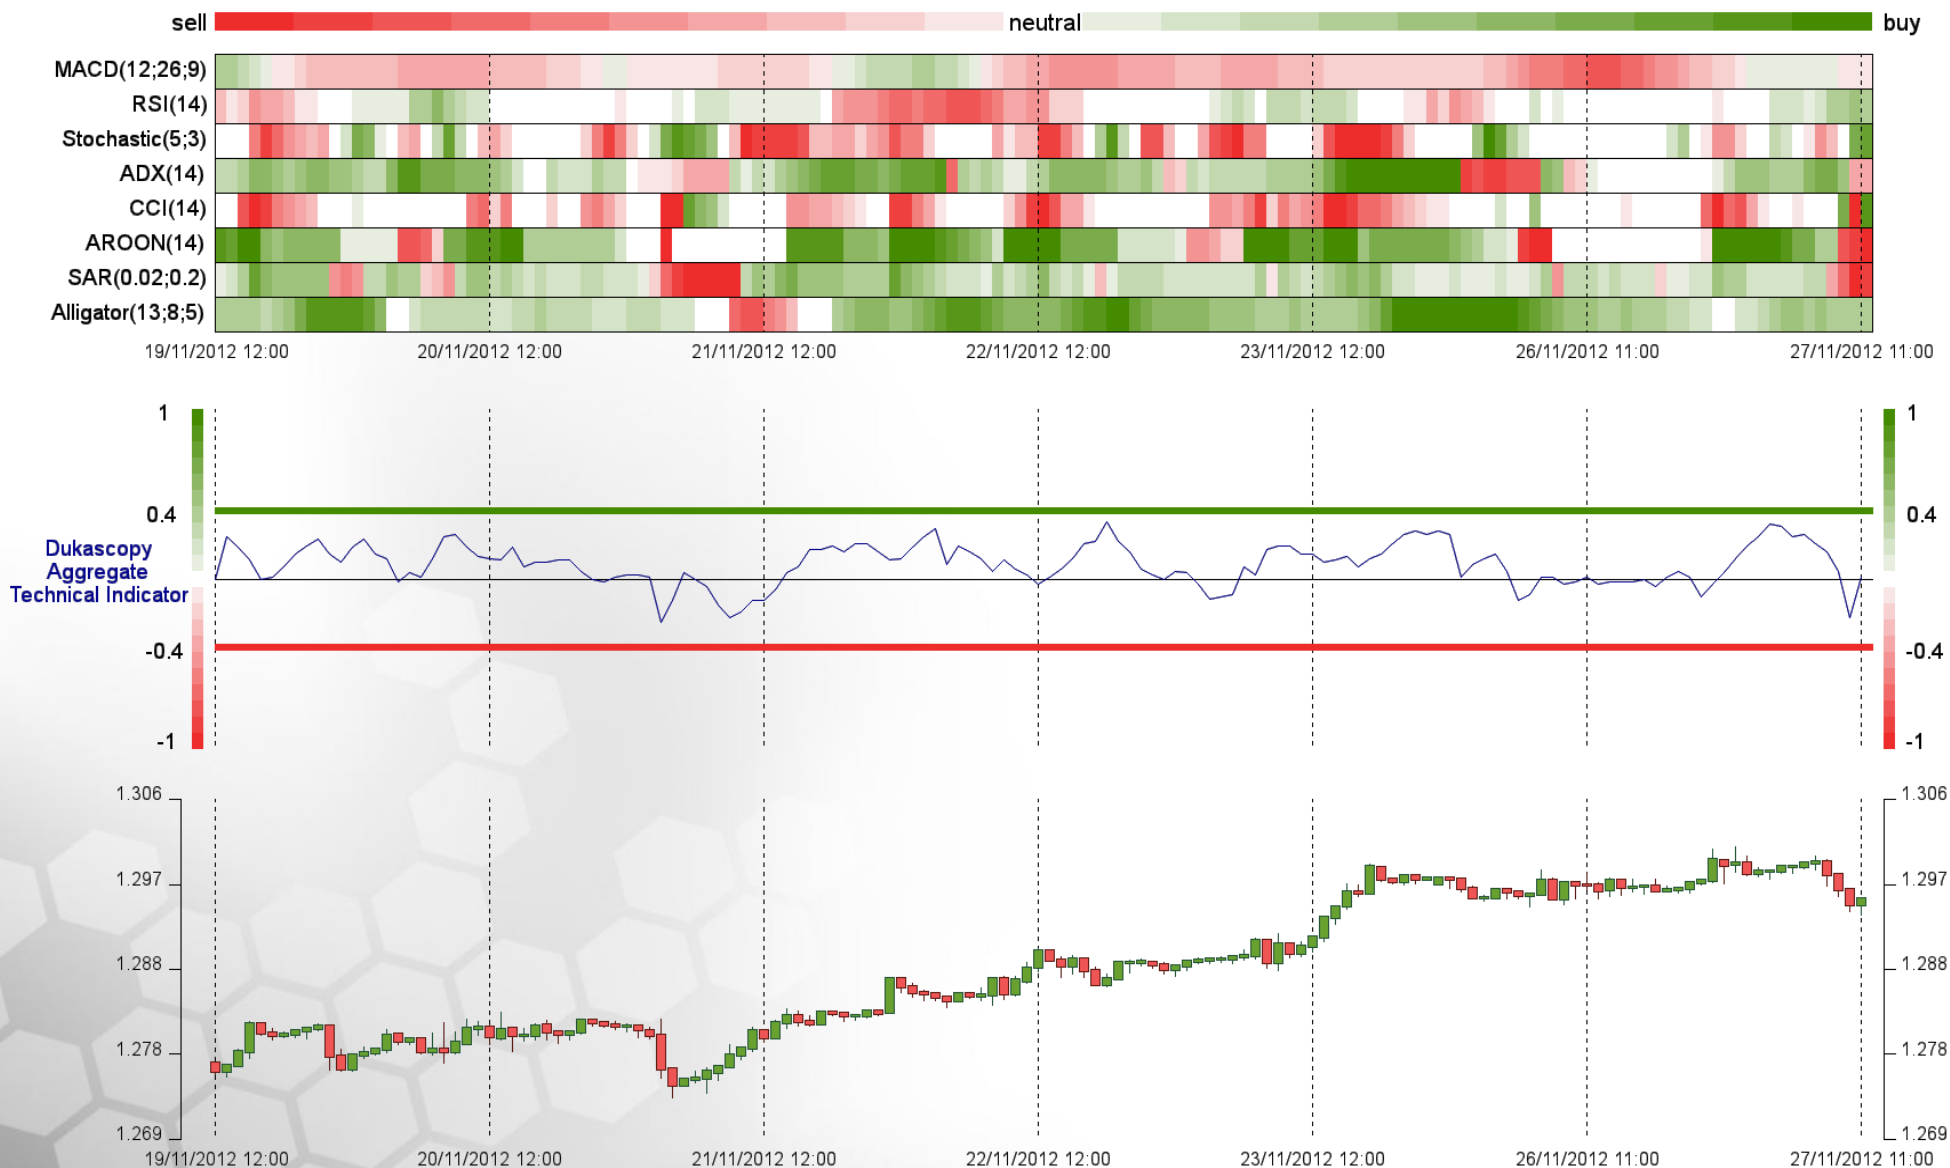 sell neutral buy
MACD(12;26;9)
RSI(14)
Stochastic(5;3)
ADX(14)
CCI(14)
AROON(14)
SAR(0.02;0.2)
Alligator(13;8;5)
19/11/2012 12:00 20/11/2012 12:00 21/11/2012 12:00 22/11/2012 12:00 23/11/2012 12:00 26/11/2012 11:00 27/11/2012 11:00
1 1
0.4 0.4
Dukascopy
Aggregate
Technical Indicator
-0.4 -0.4
-1 -1
1.306 1.306
1.297 1.297
1.288 1.288
1.278 1.278
1.269 1.269
19/11/2012 12:00 20/11/2012 12:00 21/11/2012 12:00 22/11/2012 12:00 23/11/2012 12:00 26/11/2012 11:00 27/11/2012 11:00